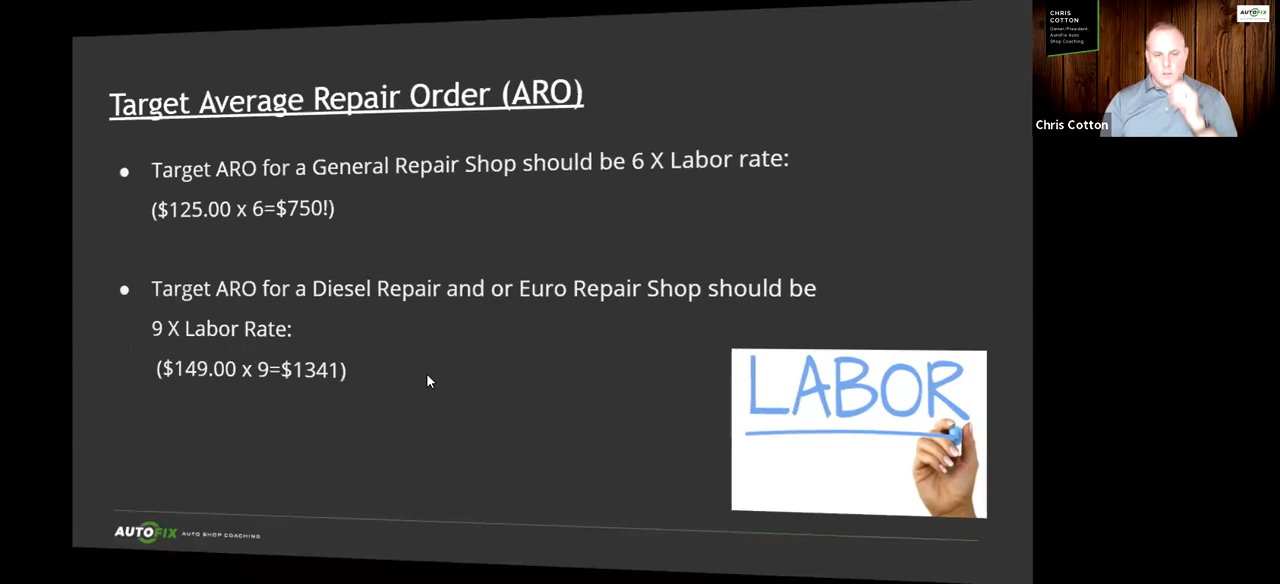 Target Average Repair Order (ARO)
● Target ARO for a General Repair Shop should be 6 X Labor rate:
($125.00 x 6=$750!)
● Target ARO for a Diesel Repair and or Euro Repair Shop should be
9 X Labor Rate:
($149.00 x 9=$1341)
LABOR
AUTOFIX AUTO SHOP COACHING
CHRIS
COTTON
Owner/President,
AutoFix Auto
Shop Coaching
AUTOFIX
Chris Cotton